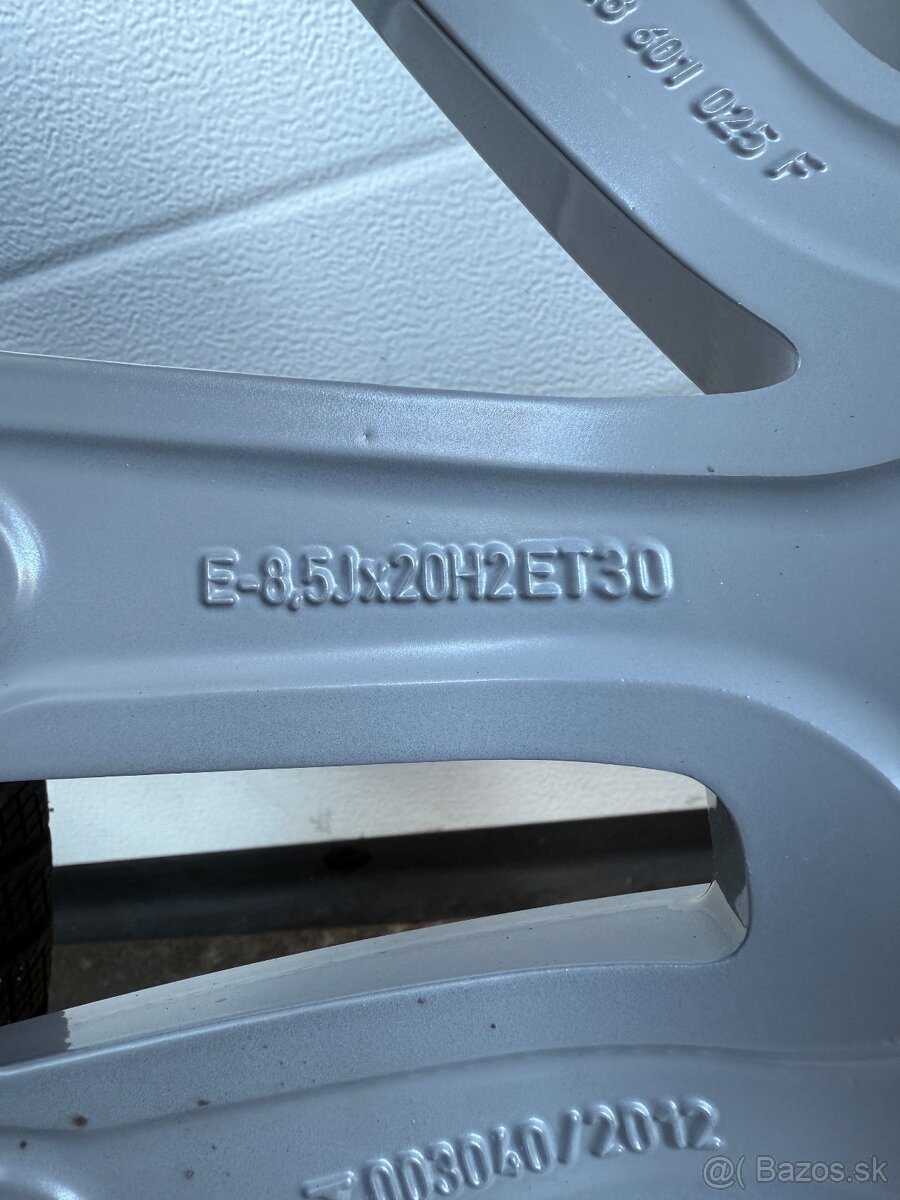 601 025 F
E-8,5Jx20H2ET30
003040/2012
@( Bazos.sk